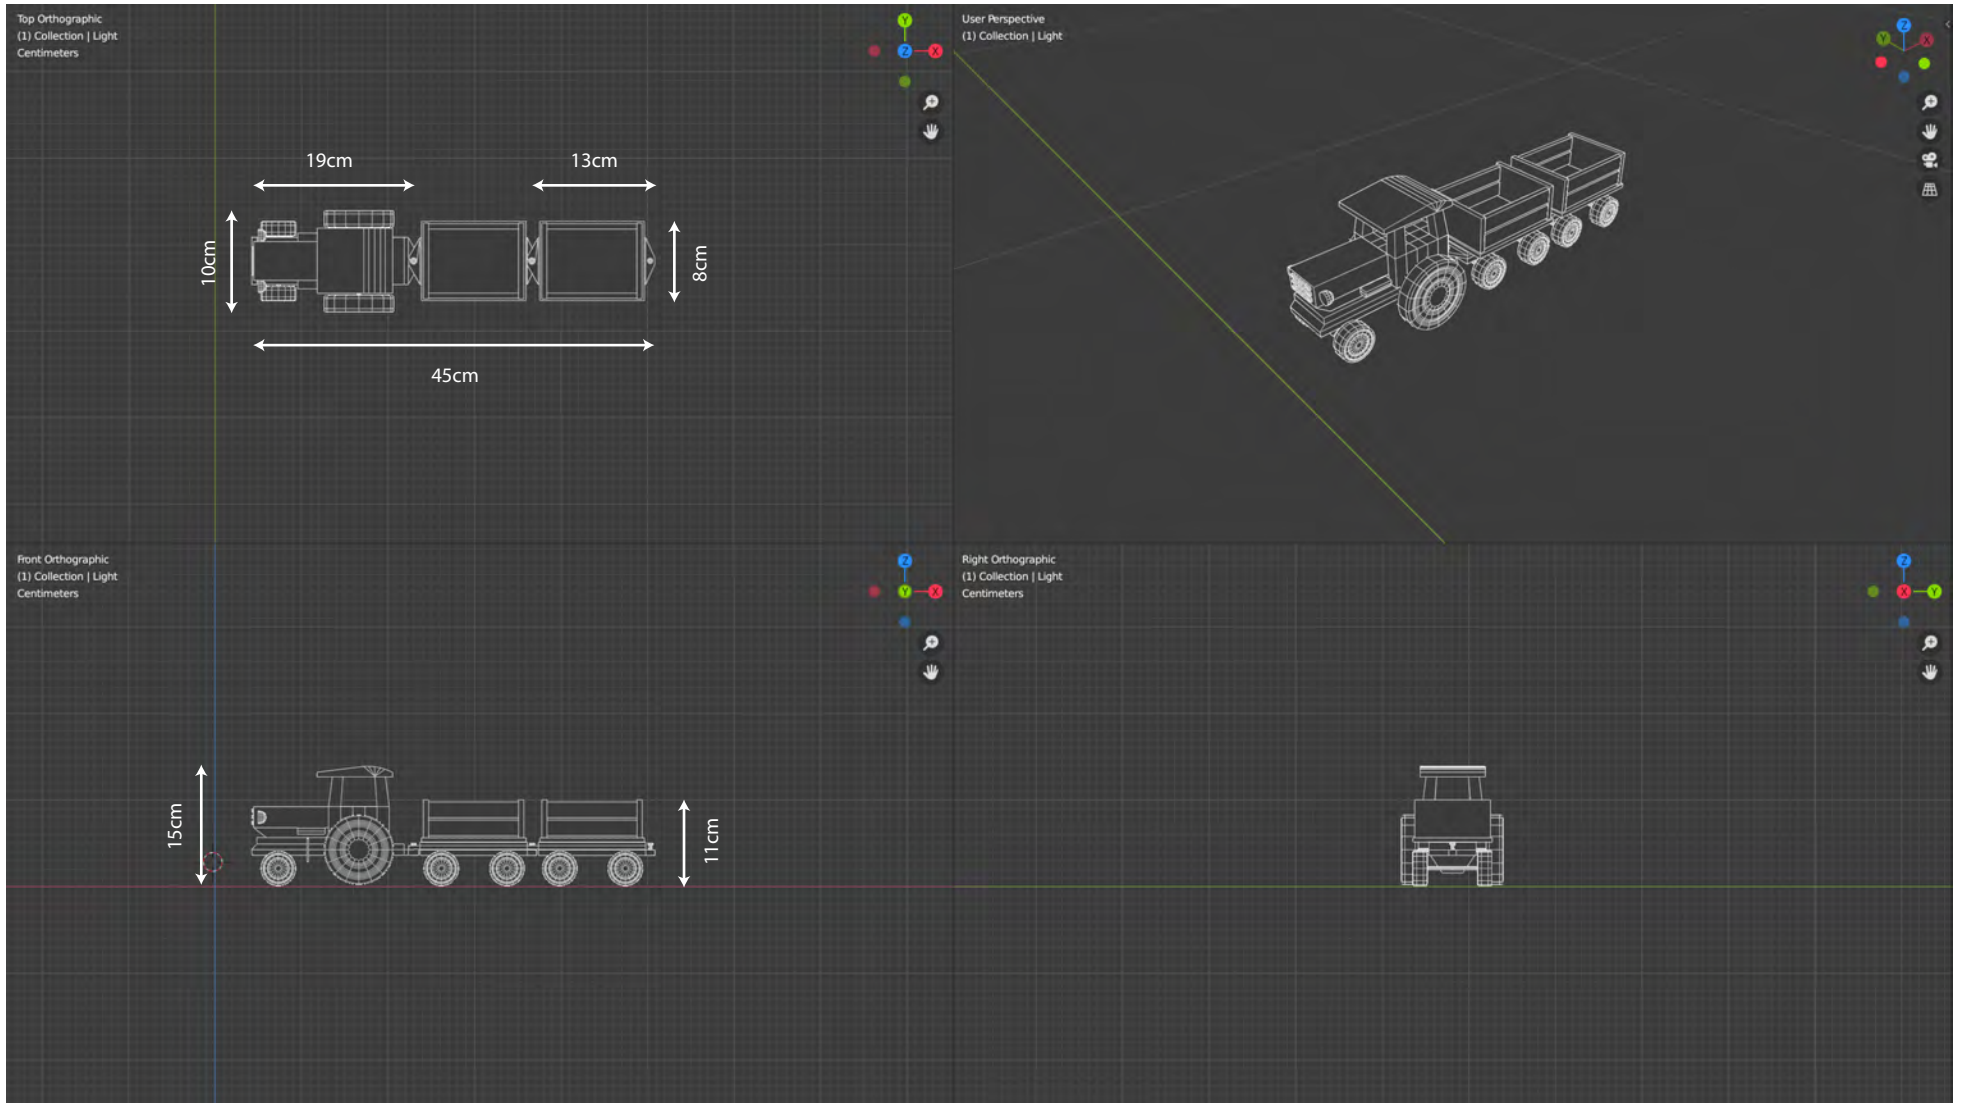 Top Orthographic
(1) Collection | Light
Centimeters
Y
Z
X
19cm
13cm
10cm
8cm
45cm
User Perspective
(1) Collection | Light
Z
Y
X
Front Orthographic
(1) Collection | Light
Centimeters
Z
Y
X
15cm
11cm
Right Orthographic
(1) Collection | Light
Centimeters
Z
X
Y